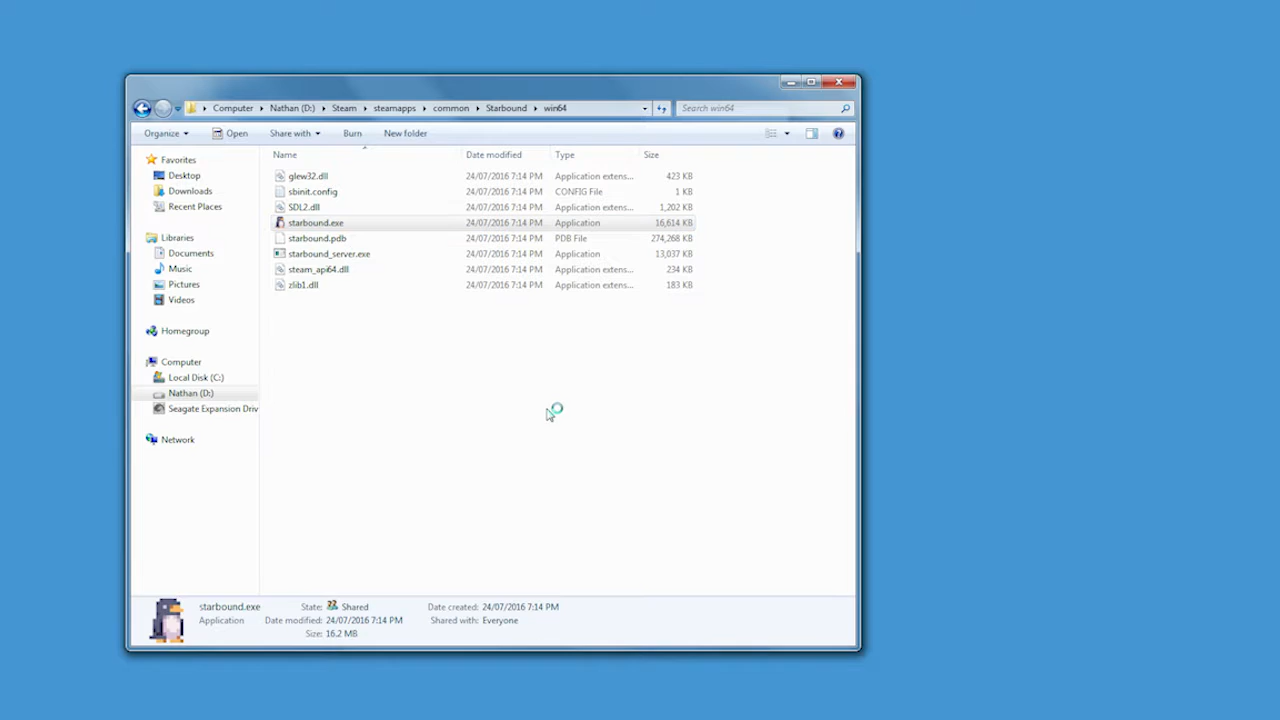 Computer Nathan (D:) Steam steamapps common Starbound win64 Search win64
Organize Open Share with Burn New folder
Name Date modified Type Size
Favorites
Desktop
Downloads
Recent Places
Libraries
Documents
Music
Pictures
Videos
Homegroup
Computer
Local Disk (C:)
Nathan (D:)
Seagate Expansion Driv
Network
glew32.dll 24/07/2016 7:14 PM Application extens... 423 KB
sbinit.config 24/07/2016 7:14 PM CONFIG File 1 KB
SDL2.dll 24/07/2016 7:14 PM Application extens... 1,202 KB
starbound.exe 24/07/2016 7:14 PM Application 16,614 KB
starbound.pdb 24/07/2016 7:14 PM PDB File 274,268 KB
starbound_server.exe 24/07/2016 7:14 PM Application 13,037 KB
steam_api64.dll 24/07/2016 7:14 PM Application extens... 234 KB
zlib1.dll 24/07/2016 7:14 PM Application extens... 183 KB
starbound.exe State: Shared Date created: 24/07/2016 7:14 PM
Application Date modified: 24/07/2016 7:14 PM Shared with: Everyone
Size: 16.2 MB